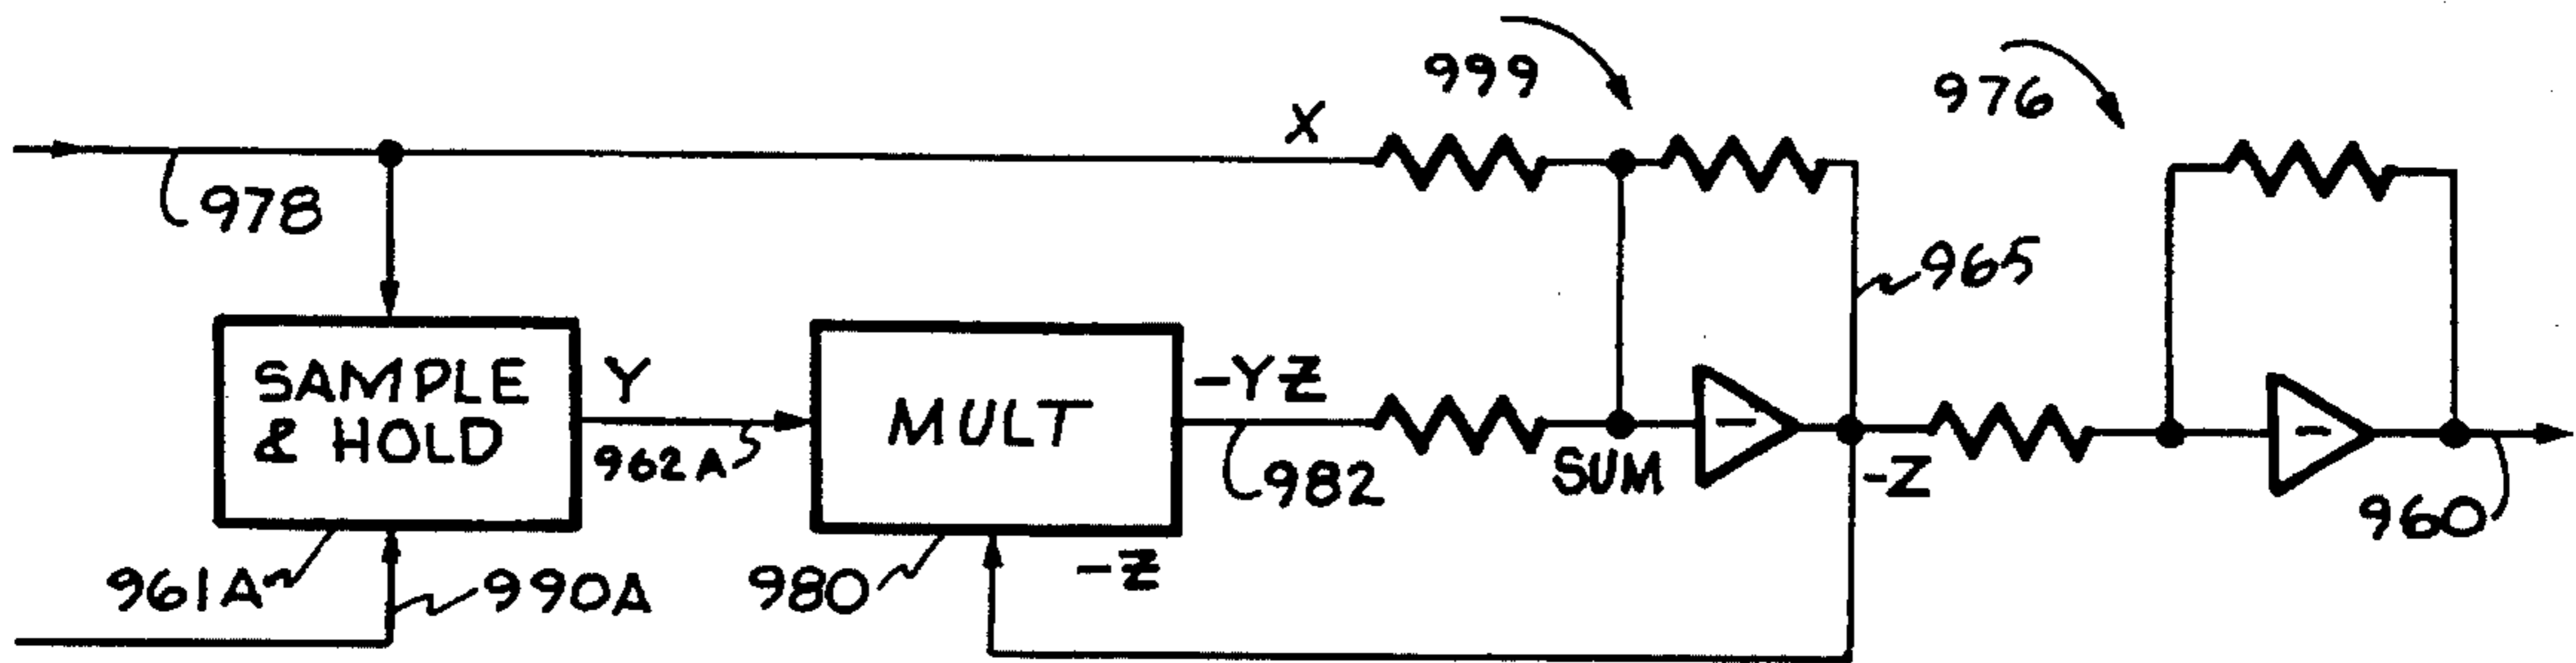 999
976
X
978
965
SAMPLE
& HOLD
Y
962A
MULT
-YZ
982
SUM
-
-Z
-
960
961A
990A
980
-Z